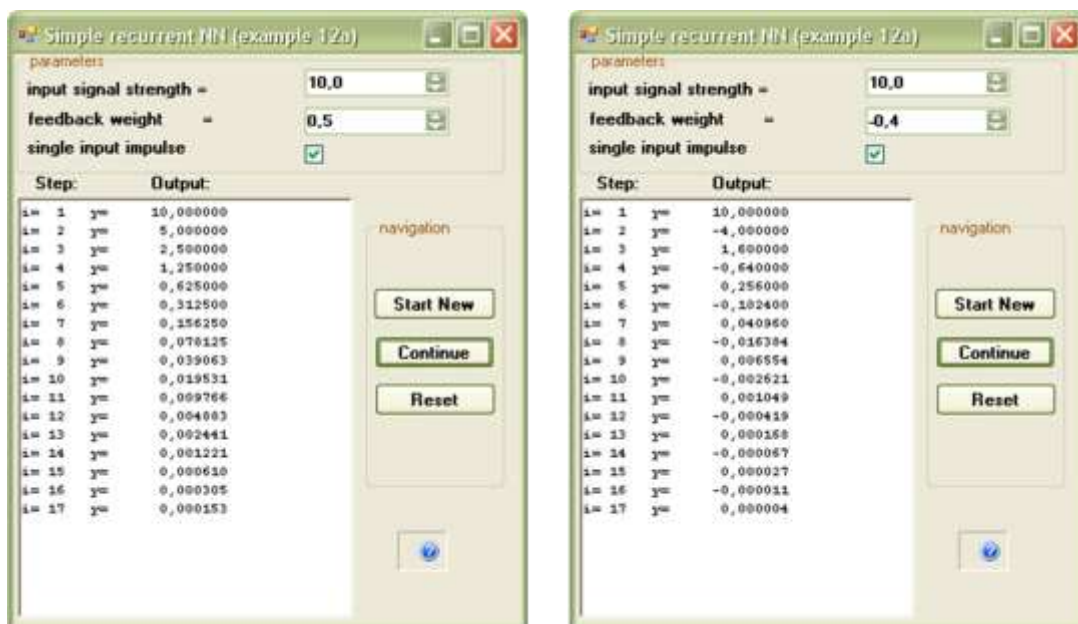 Simple recurrent NN (example 12a)
parameters
input signal strength = 10,0
feedback weight = 0,5
single input impulse
Step: Output:
i= 1 y= 10,000000
i= 2 y= 5,000000
i= 3 y= 2,500000
i= 4 y= 1,250000
i= 5 y= 0,625000
i= 6 y= 0,312500
i= 7 y= 0,156250
i= 8 y= 0,078125
i= 9 y= 0,039063
i= 10 y= 0,019531
i= 11 y= 0,009766
i= 12 y= 0,004883
i= 13 y= 0,002441
i= 14 y= 0,001221
i= 15 y= 0,000610
i= 16 y= 0,000305
i= 17 y= 0,000153
navigation
Start New
Continue
Reset
Simple recurrent NN (example 12a)
parameters
input signal strength = 10,0
feedback weight = -0,4
single input impulse
Step: Output:
i= 1 y= 10,000000
i= 2 y= -4,000000
i= 3 y= 1,600000
i= 4 y= -0,640000
i= 5 y= 0,256000
i= 6 y= -0,102400
i= 7 y= 0,040960
i= 8 y= -0,016384
i= 9 y= 0,006554
i= 10 y= -0,002621
i= 11 y= 0,001049
i= 12 y= -0,000419
i= 13 y= 0,000168
i= 14 y= -0,000067
i= 15 y= 0,000027
i= 16 y= -0,000011
i= 17 y= 0,000004
navigation
Start New
Continue
Reset